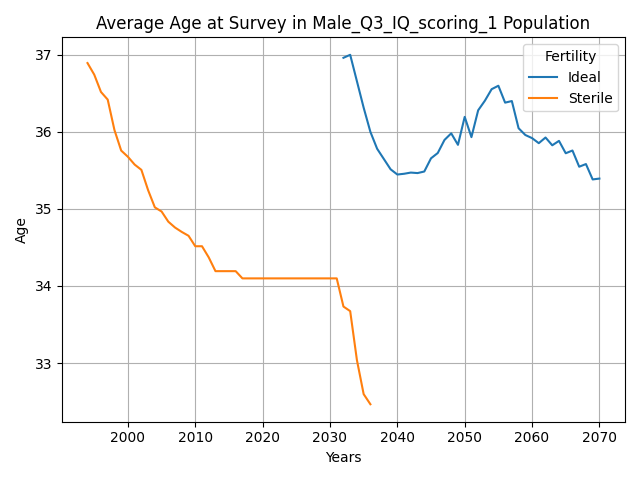 Average Age at Survey in Male_Q3_IQ_scoring_1 Population
Fertility
Ideal
Sterile
Age
37
36
35
34
33
2000 2010 2020 2030 2040 2050 2060 2070
Years